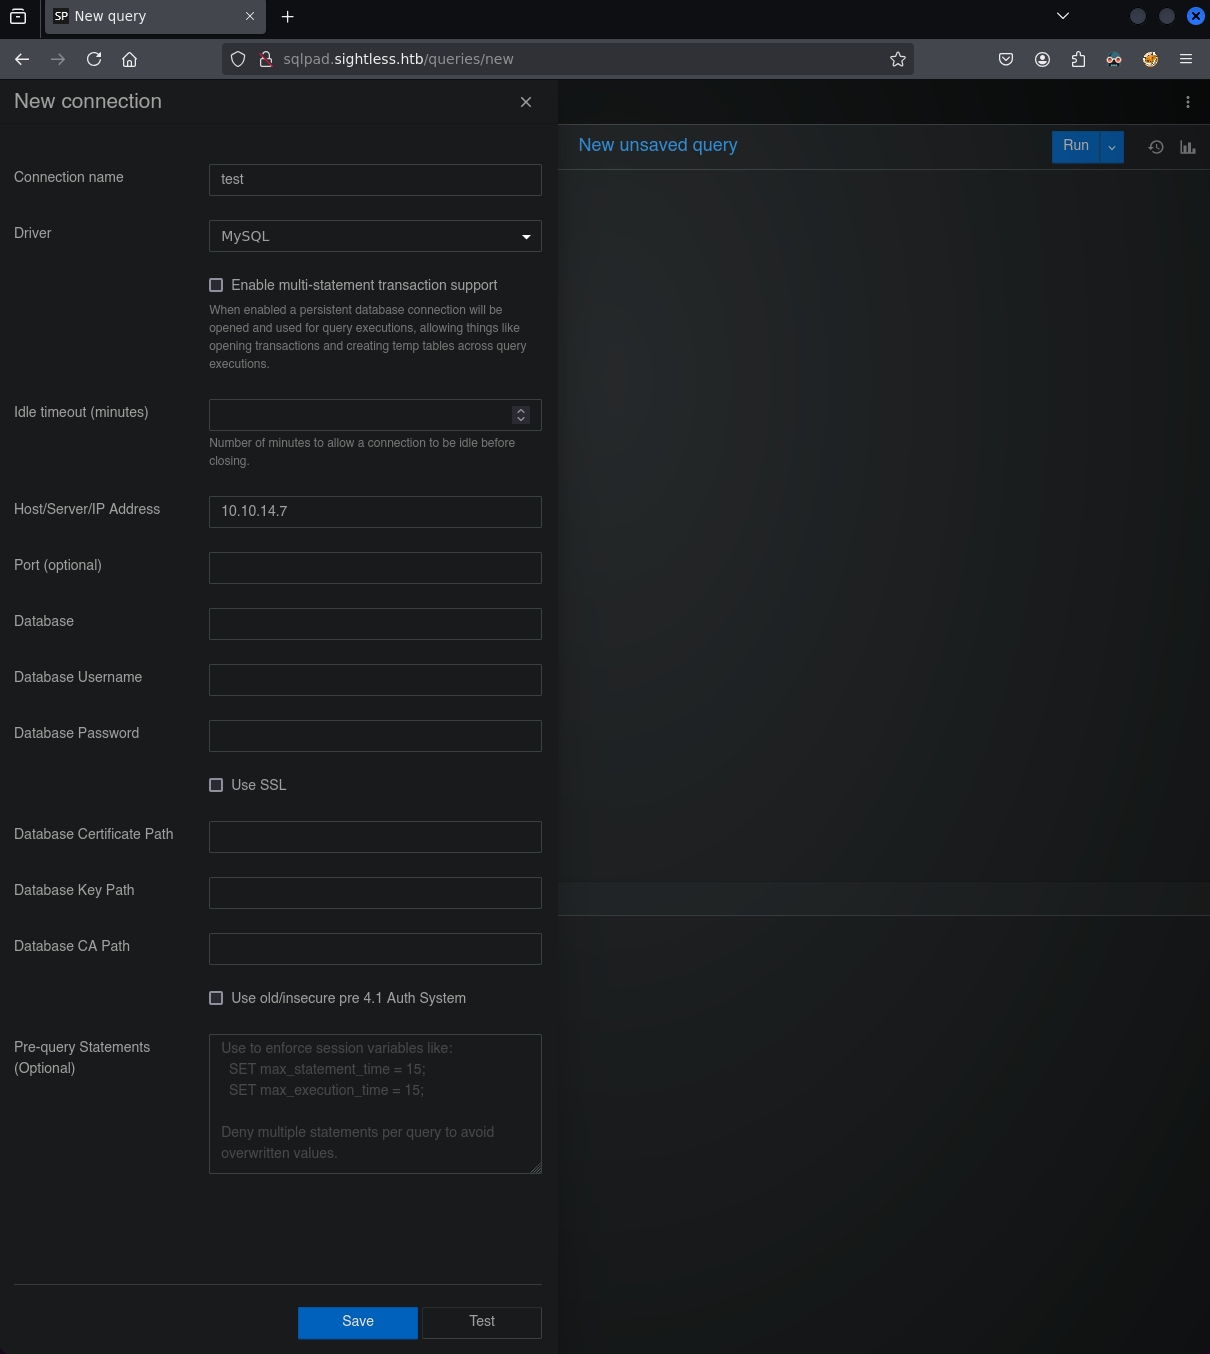 SP New query
sqlpad.sightless.htb/queries/new
New connection
New unsaved query
Run
Connection name
test
Driver
MySQL
Enable multi-statement transaction support
When enabled a persistent database connection will be
opened and used for query executions, allowing things like
opening transactions and creating temp tables across query
executions.
Idle timeout (minutes)
Number of minutes to allow a connection to be idle before
closing.
Host/Server/IP Address
10.10.14.7
Port (optional)
Database
Database Username
Database Password
Use SSL
Database Certificate Path
Database Key Path
Database CA Path
Use old/insecure pre 4.1 Auth System
Pre-query Statements
(Optional)
Use to enforce session variables like:
SET max_statement_time = 15;
SET max_execution_time = 15;
Deny multiple statements per query to avoid
overwritten values.
Save
Test